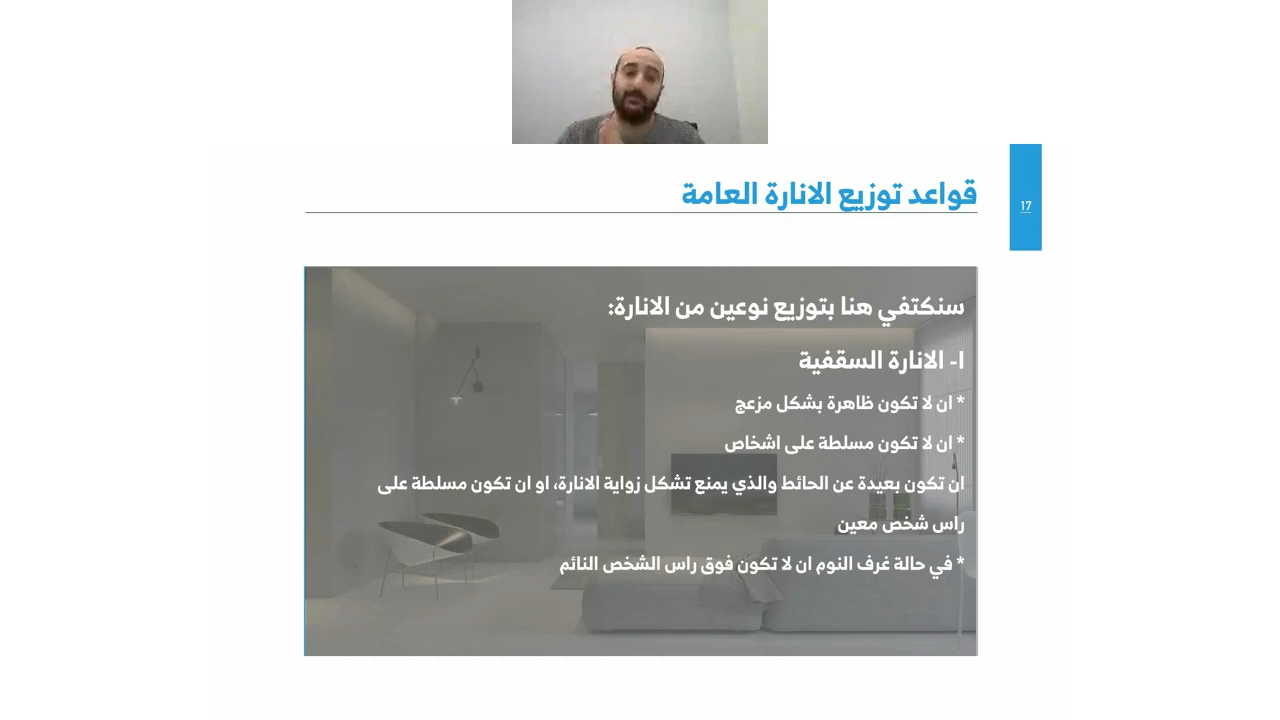 قواعد توزيع الانارة العامة
17
سنكتفي هنا بتوزيع نوعين من الانارة:
1- الانارة السقفية
* ان لا تكون ظاهرة بشكل مزعج
* ان لا تكون مسلطة على اشخاص
ان تكون بعيدة عن الحائط والذي يمنع تشكل زواية الانارة، او ان تكون مسلطة على
راس شخص معين
* في حالة غرف النوم ان لا تكون فوق راس الشخص النائم